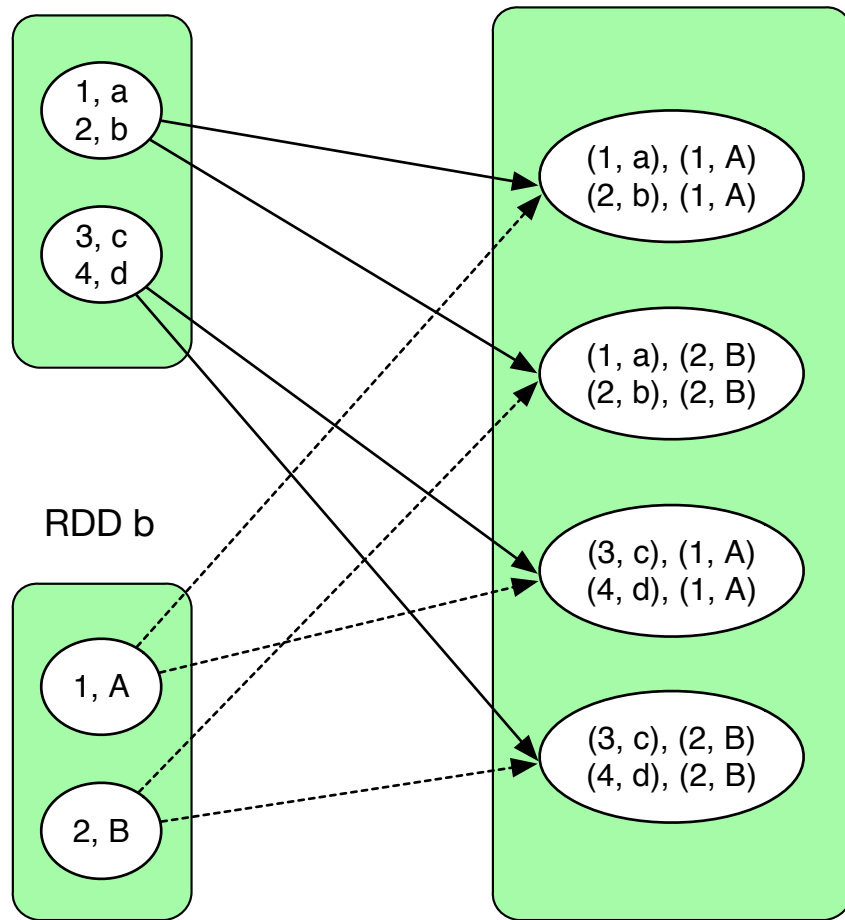 1, a
2, b
3, c
4, d
RDD b
1, A
2, B
(1, a), (1, A)
(2, b), (1, A)
(1, a), (2, B)
(2, b), (2, B)
(3, c), (1, A)
(4, d), (1, A)
(3, c), (2, B)
(4, d), (2, B)